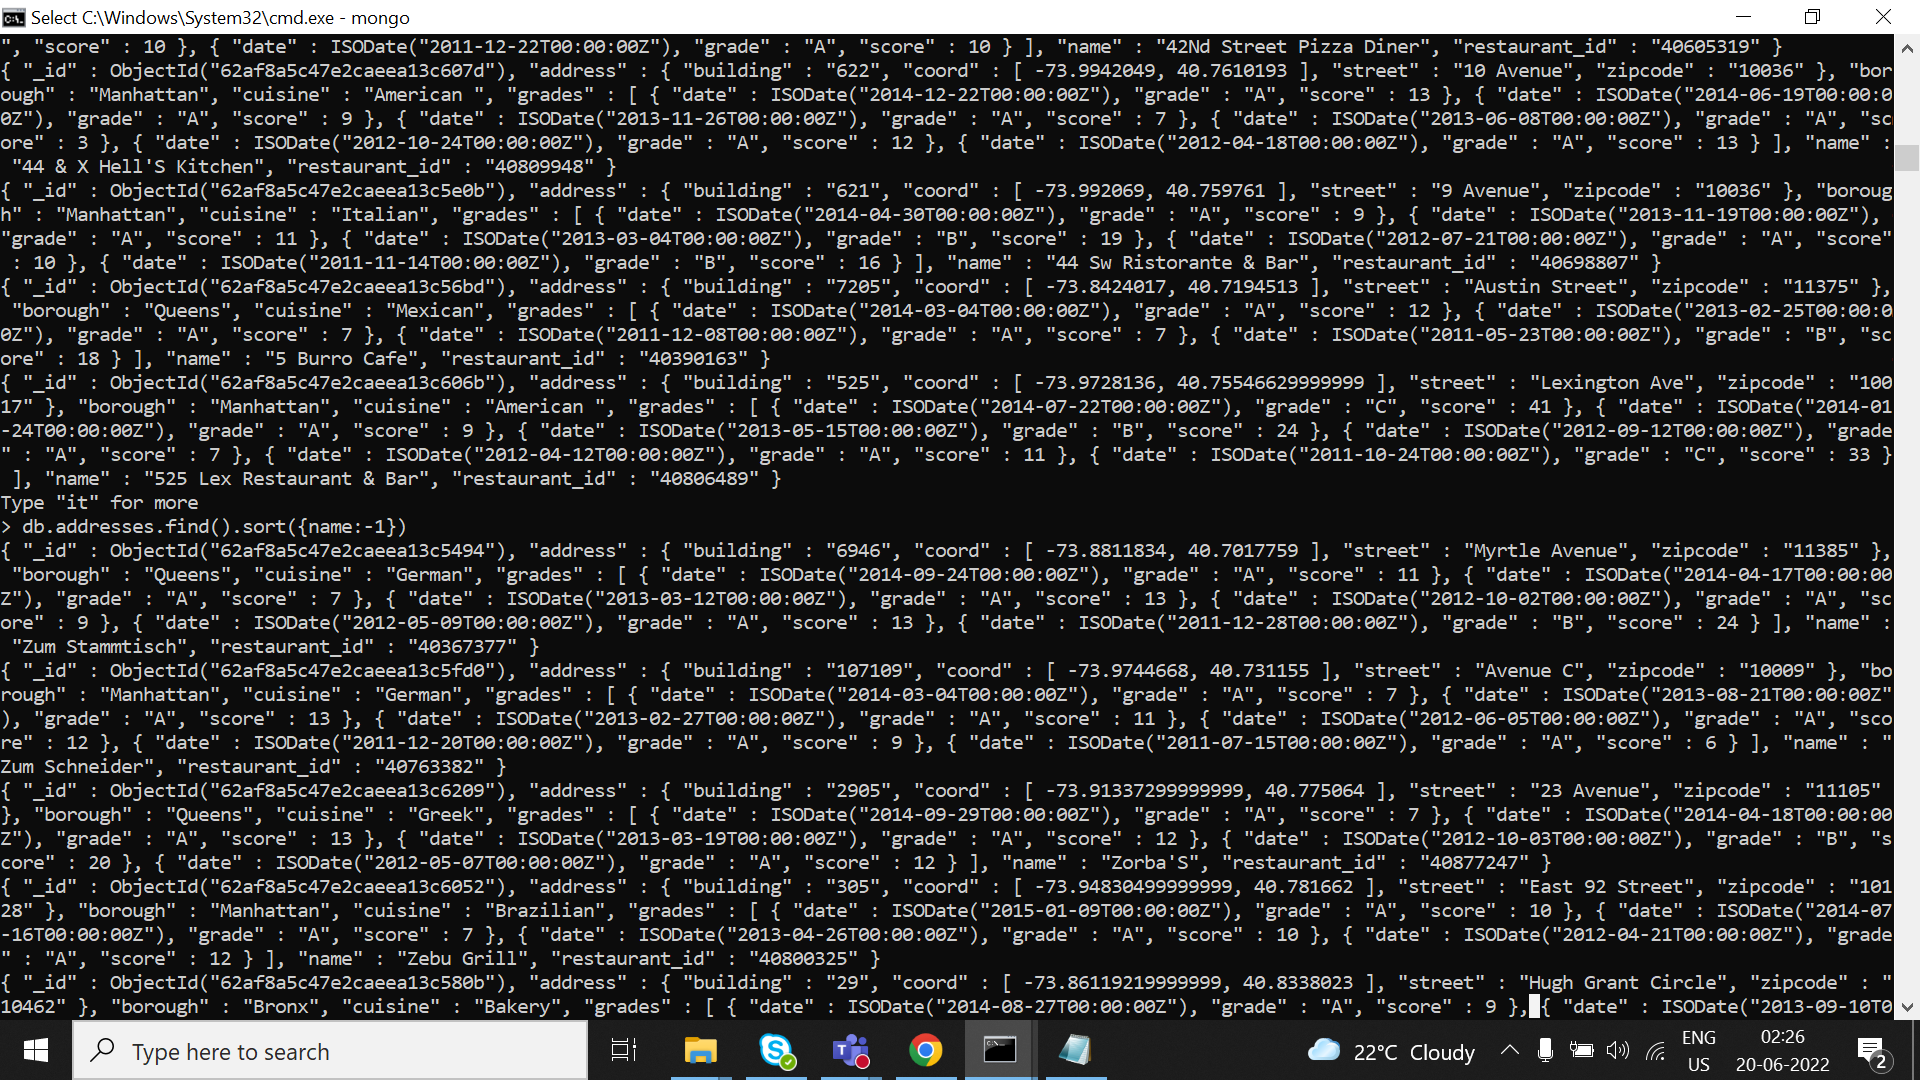 Select C:\Windows\System32\cmd.exe - mongo
", "score" : 10 }, { "date" : ISODate("2011-12-22T00:00:00Z"), "grade" : "A", "score" : 10 } ], "name" : "42Nd Street Pizza Diner", "restaurant_id" : "40605319" }
{ "_id" : ObjectId("62af8a5c47e2caeea13c607d"), "address" : { "building" : "622", "coord" : [ -73.9942049, 40.7610193 ], "street" : "10 Avenue", "zipcode" : "10036" }, "bor
ough" : "Manhattan", "cuisine" : "American ", "grades" : [ { "date" : ISODate("2014-12-22T00:00:00Z"), "grade" : "A", "score" : 13 }, { "date" : ISODate("2014-06-19T00:00:0
0Z"), "grade" : "A", "score" : 9 }, { "date" : ISODate("2013-11-26T00:00:00Z"), "grade" : "A", "score" : 7 }, { "date" : ISODate("2013-06-08T00:00:00Z"), "grade" : "A", "sc
ore" : 3 }, { "date" : ISODate("2012-10-24T00:00:00Z"), "grade" : "A", "score" : 12 }, { "date" : ISODate("2012-04-18T00:00:00Z"), "grade" : "A", "score" : 13 } ], "name" :
 "44 & X Hell'S Kitchen", "restaurant_id" : "40809948" }
{ "_id" : ObjectId("62af8a5c47e2caeea13c5e0b"), "address" : { "building" : "621", "coord" : [ -73.992069, 40.759761 ], "street" : "9 Avenue", "zipcode" : "10036" }, "boroug
h" : "Manhattan", "cuisine" : "Italian", "grades" : [ { "date" : ISODate("2014-04-30T00:00:00Z"), "grade" : "A", "score" : 9 }, { "date" : ISODate("2013-11-19T00:00:00Z"),
"grade" : "A", "score" : 11 }, { "date" : ISODate("2013-03-04T00:00:00Z"), "grade" : "B", "score" : 19 }, { "date" : ISODate("2012-07-21T00:00:00Z"), "grade" : "A", "score"
 : 10 }, { "date" : ISODate("2011-11-14T00:00:00Z"), "grade" : "B", "score" : 16 } ], "name" : "44 Sw Ristorante & Bar", "restaurant_id" : "40698807" }
{ "_id" : ObjectId("62af8a5c47e2caeea13c56bd"), "address" : { "building" : "7205", "coord" : [ -73.8424017, 40.7194513 ], "street" : "Austin Street", "zipcode" : "11375" },
 "borough" : "Queens", "cuisine" : "Mexican", "grades" : [ { "date" : ISODate("2014-03-04T00:00:00Z"), "grade" : "A", "score" : 12 }, { "date" : ISODate("2013-02-25T00:00:0
0Z"), "grade" : "A", "score" : 7 }, { "date" : ISODate("2011-12-08T00:00:00Z"), "grade" : "A", "score" : 7 }, { "date" : ISODate("2011-05-23T00:00:00Z"), "grade" : "B", "sc
ore" : 18 } ], "name" : "5 Burro Cafe", "restaurant_id" : "40390163" }
{ "_id" : ObjectId("62af8a5c47e2caeea13c606b"), "address" : { "building" : "525", "coord" : [ -73.9728136, 40.75546629999999 ], "street" : "Lexington Ave", "zipcode" : "100
17" }, "borough" : "Manhattan", "cuisine" : "American ", "grades" : [ { "date" : ISODate("2014-07-22T00:00:00Z"), "grade" : "C", "score" : 41 }, { "date" : ISODate("2014-01
-24T00:00:00Z"), "grade" : "A", "score" : 9 }, { "date" : ISODate("2013-05-15T00:00:00Z"), "grade" : "B", "score" : 24 }, { "date" : ISODate("2012-09-12T00:00:00Z"), "grade
" : "A", "score" : 7 }, { "date" : ISODate("2012-04-12T00:00:00Z"), "grade" : "A", "score" : 11 }, { "date" : ISODate("2011-10-24T00:00:00Z"), "grade" : "C", "score" : 33 }
 ], "name" : "525 Lex Restaurant & Bar", "restaurant_id" : "40806489" }
Type "it" for more
> db.addresses.find().sort({name:-1})
{ "_id" : ObjectId("62af8a5c47e2caeea13c5494"), "address" : { "building" : "6946", "coord" : [ -73.8811834, 40.7017759 ], "street" : "Myrtle Avenue", "zipcode" : "11385" },
 "borough" : "Queens", "cuisine" : "German", "grades" : [ { "date" : ISODate("2014-09-24T00:00:00Z"), "grade" : "A", "score" : 11 }, { "date" : ISODate("2014-04-17T00:00:00
Z"), "grade" : "A", "score" : 7 }, { "date" : ISODate("2013-03-12T00:00:00Z"), "grade" : "A", "score" : 13 }, { "date" : ISODate("2012-10-02T00:00:00Z"), "grade" : "A", "sc
ore" : 9 }, { "date" : ISODate("2012-05-09T00:00:00Z"), "grade" : "A", "score" : 13 }, { "date" : ISODate("2011-12-28T00:00:00Z"), "grade" : "B", "score" : 24 } ], "name" :
 "Zum Stammtisch", "restaurant_id" : "40367377" }
{ "_id" : ObjectId("62af8a5c47e2caeea13c5fd0"), "address" : { "building" : "107109", "coord" : [ -73.9744668, 40.731155 ], "street" : "Avenue C", "zipcode" : "10009" }, "bo
rough" : "Manhattan", "cuisine" : "German", "grades" : [ { "date" : ISODate("2014-03-04T00:00:00Z"), "grade" : "A", "score" : 7 }, { "date" : ISODate("2013-08-21T00:00:00Z"
), "grade" : "A", "score" : 13 }, { "date" : ISODate("2013-02-27T00:00:00Z"), "grade" : "A", "score" : 11 }, { "date" : ISODate("2012-06-05T00:00:00Z"), "grade" : "A", "sco
re" : 12 }, { "date" : ISODate("2011-12-20T00:00:00Z"), "grade" : "A", "score" : 9 }, { "date" : ISODate("2011-07-15T00:00:00Z"), "grade" : "A", "score" : 6 } ], "name" : "
Zum Schneider", "restaurant_id" : "40763382" }
{ "_id" : ObjectId("62af8a5c47e2caeea13c6209"), "address" : { "building" : "2905", "coord" : [ -73.91337299999999, 40.775064 ], "street" : "23 Avenue", "zipcode" : "11105"
}, "borough" : "Queens", "cuisine" : "Greek", "grades" : [ { "date" : ISODate("2014-09-29T00:00:00Z"), "grade" : "A", "score" : 7 }, { "date" : ISODate("2014-04-18T00:00:00
Z"), "grade" : "A", "score" : 13 }, { "date" : ISODate("2013-03-19T00:00:00Z"), "grade" : "A", "score" : 12 }, { "date" : ISODate("2012-10-03T00:00:00Z"), "grade" : "B", "s
core" : 20 }, { "date" : ISODate("2012-05-07T00:00:00Z"), "grade" : "A", "score" : 12 } ], "name" : "Zorba'S", "restaurant_id" : "40877247" }
{ "_id" : ObjectId("62af8a5c47e2caeea13c6052"), "address" : { "building" : "305", "coord" : [ -73.94830499999999, 40.781662 ], "street" : "East 92 Street", "zipcode" : "101
28" }, "borough" : "Manhattan", "cuisine" : "Brazilian", "grades" : [ { "date" : ISODate("2015-01-09T00:00:00Z"), "grade" : "A", "score" : 10 }, { "date" : ISODate("2014-07
-16T00:00:00Z"), "grade" : "A", "score" : 7 }, { "date" : ISODate("2013-04-26T00:00:00Z"), "grade" : "A", "score" : 10 }, { "date" : ISODate("2012-04-21T00:00:00Z"), "grade
" : "A", "score" : 12 } ], "name" : "Zebu Grill", "restaurant_id" : "40800325" }
{ "_id" : ObjectId("62af8a5c47e2caeea13c580b"), "address" : { "building" : "29", "coord" : [ -73.86119219999999, 40.8338023 ], "street" : "Hugh Grant Circle", "zipcode" : "
10462" }, "borough" : "Bronx", "cuisine" : "Bakery", "grades" : [ { "date" : ISODate("2014-08-27T00:00:00Z"), "grade" : "A", "score" : 9 }, { "date" : ISODate("2013-09-10T0
Type here to search
22°C Cloudy
ENG
US
02:26
20-06-2022
2